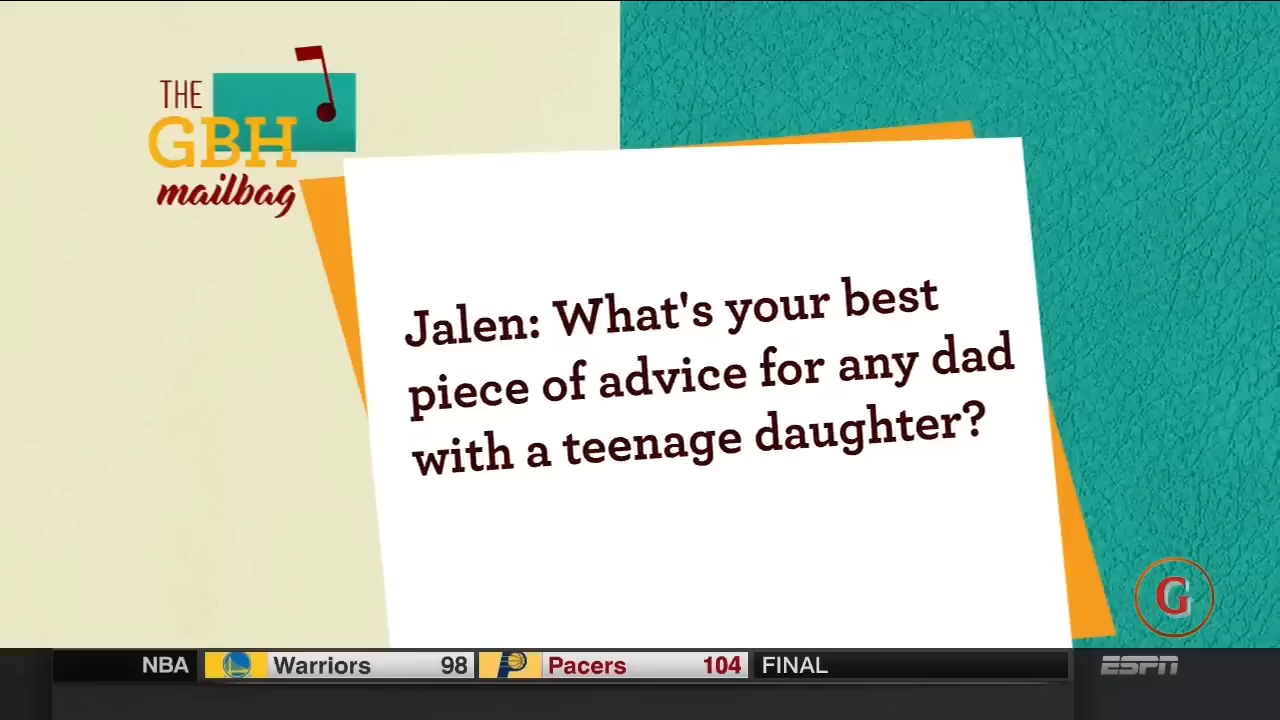 THE
GBH
mailbag
Jalen: What's your best
piece of advice for any dad
with a teenage daughter?
G
NBA Warriors 98 Pacers 104 FINAL ESPN